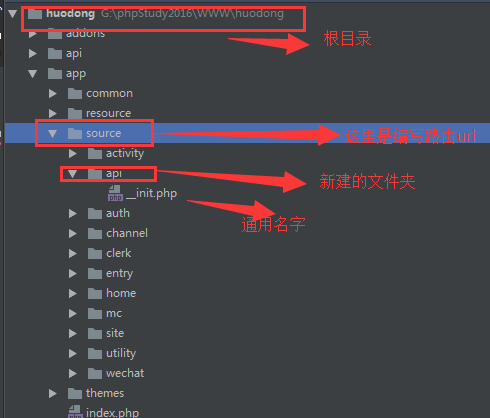 huodong G:\phpStudy2016\WWW\huodong
addons
根目录
api
app
common
resource
source
这里是编写路由url
activity
api
新建的文件夹
php __init.php
auth
通用名字
channel
clerk
entry
home
mc
site
utility
wechat
themes
index.php